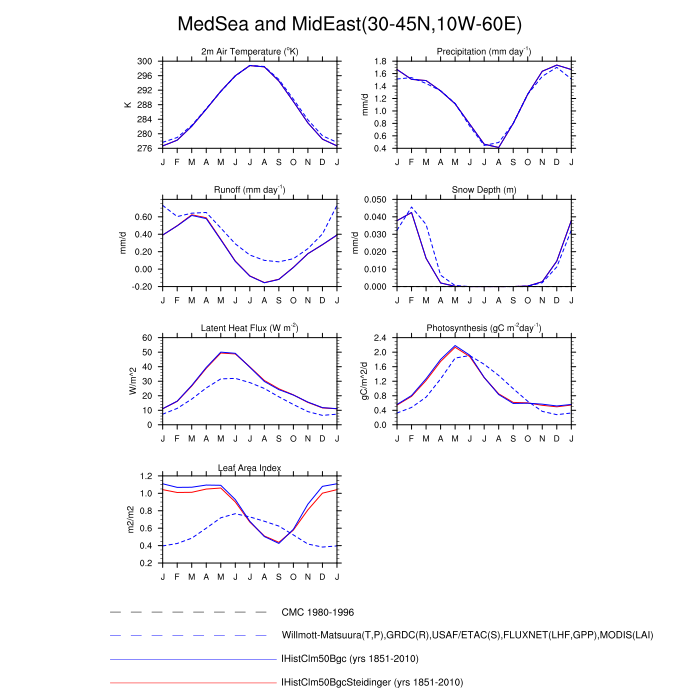 MedSea and MidEast(30-45N,10W-60E)
2m Air Temperature (°K)
300
296
292
288
284
280
276
K
J F M A M J J A S O N D J
Precipitation (mm day⁻¹)
1.8
1.6
1.4
1.2
1.0
0.8
0.6
0.4
mm/d
J F M A M J J A S O N D J
Runoff (mm day⁻¹)
0.60
0.40
0.20
0.00
-0.20
mm/d
J F M A M J J A S O N D J
Snow Depth (m)
0.050
0.040
0.030
0.020
0.010
0.000
mm/d
J F M A M J J A S O N D J
Latent Heat Flux (W m⁻²)
60
50
40
30
20
10
0
W/m^2
J F M A M J J A S O N D J
Photosynthesis (gC m⁻²day⁻¹)
2.4
2.0
1.6
1.2
0.8
0.4
0.0
gC/m^2/d
J F M A M J J A S O N D J
Leaf Area Index
1.2
1.0
0.8
0.6
0.4
0.2
m2/m2
J F M A M J J A S O N D J
CMC 1980-1996
Willmott-Matsuura(T,P),GRDC(R),USAF/ETAC(S),FLUXNET(LHF,GPP),MODIS(LAI)
IHistClm50Bgc (yrs 1851-2010)
IHistClm50BgcSteidinger (yrs 1851-2010)